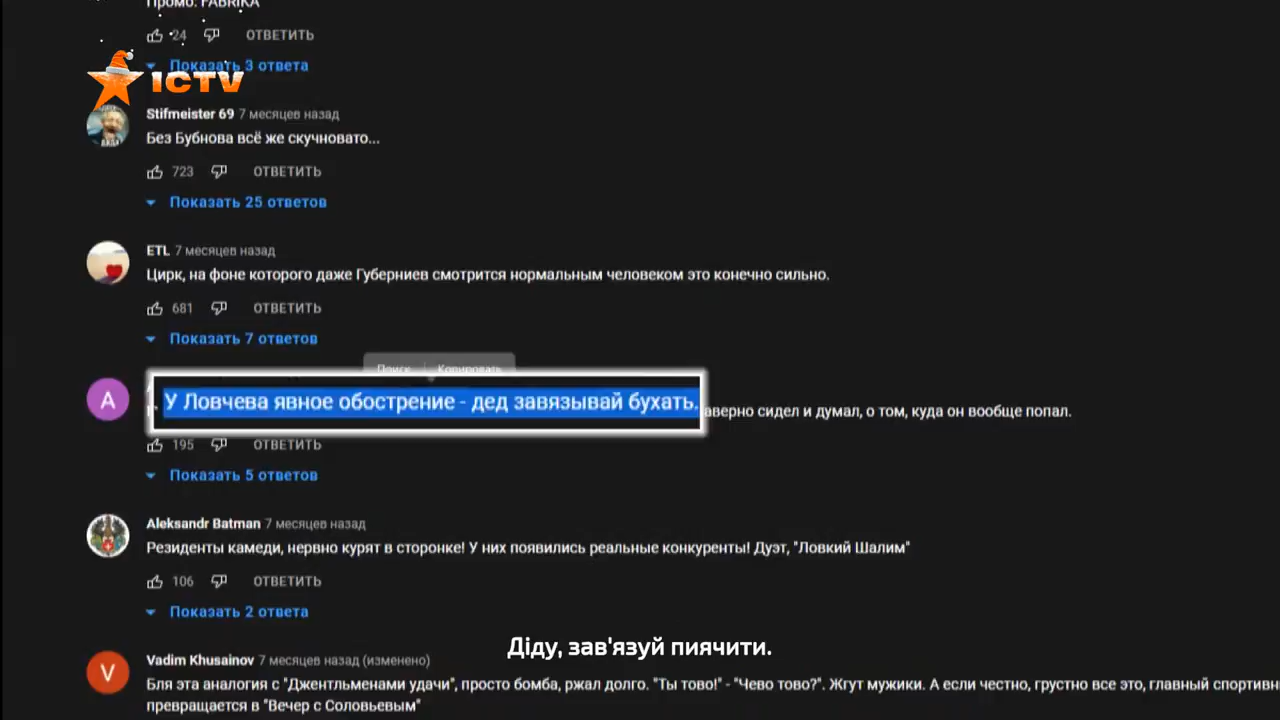 Промо: FABRIKA
24 ОТВЕТИТЬ
Показать 3 ответа
ICTV
Stifmeister 69 7 месяцев назад
Без Бубнова всё же скучновато...
723 ОТВЕТИТЬ
Показать 25 ответов
ETL 7 месяцев назад
Цирк, на фоне которого даже Губерниев смотрится нормальным человеком это конечно сильно.
681 ОТВЕТИТЬ
Показать 7 ответов
Поиск Копировать
A
У Ловчева явное обострение - дед завязывай бухать.
аверно сидел и думал, о том, куда он вообще попал.
195 ОТВЕТИТЬ
Показать 5 ответов
Aleksandr Batman 7 месяцев назад
Резиденты камеди, нервно курят в сторонке! У них появились реальные конкуренты! Дуэт, "Ловкий Шалим"
106 ОТВЕТИТЬ
Показать 2 ответа
Діду, зав'язуй пиячити.
V
Vadim Khusainov 7 месяцев назад (изменено)
Бля эта аналогия с "Джентльменами удачи", просто бомба, ржал долго. "Ты тово!" - "Чево тово?". Жгут мужики. А если честно, грустно все это, главный спортивн
превращается в "Вечер с Соловьевым"